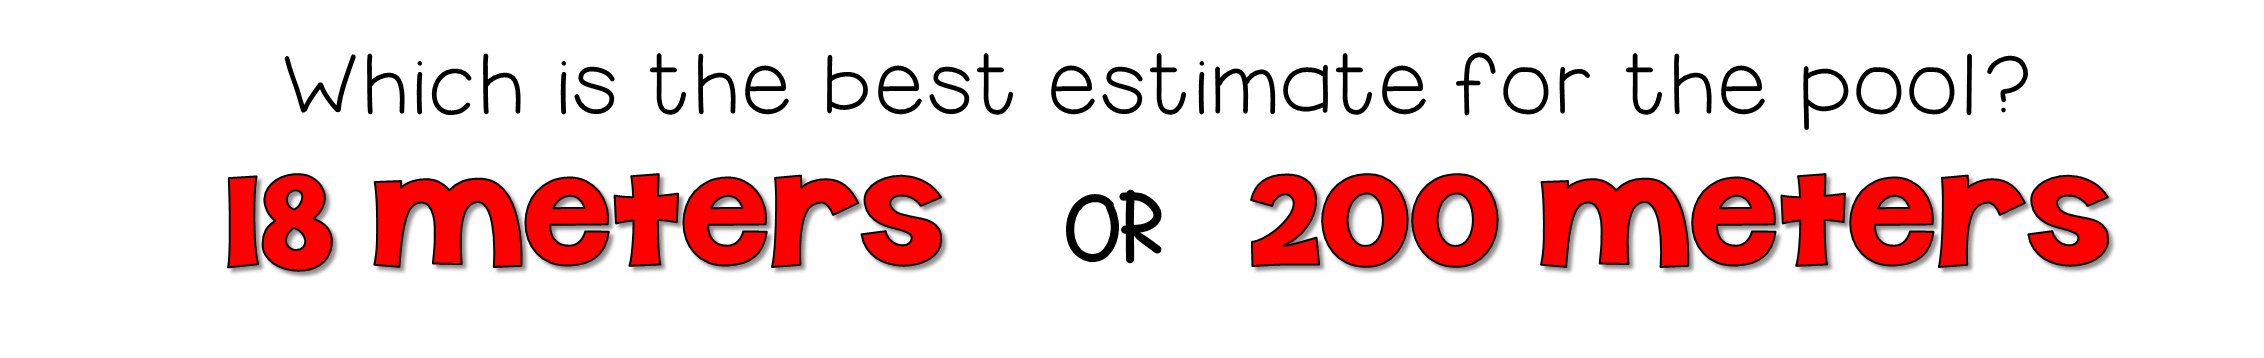 Which is the best estimate for the pool?
18 meters OR 200 meters